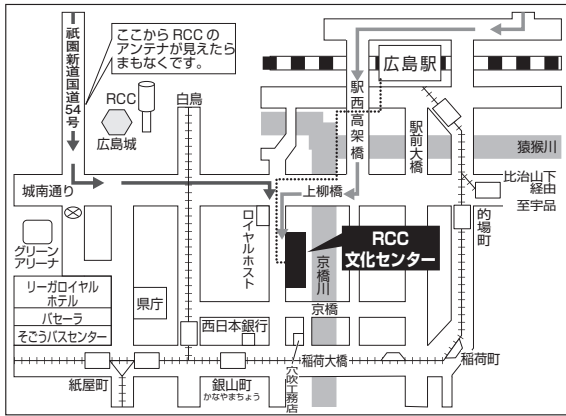 祇園新道国道54号
ここからRCCの
アンテナが見えたら
まもなくです。
RCC
広島城
白島
広島駅
駅西高架橋
駅前大橋
猿猴川
城南通り
上柳橋
比治山下
経由
至宇品
的場町
グリーン
アリーナ
ロイヤルホスト
RCC
文化センター
京橋川
京橋
リーガロイヤル
ホテル
パセーラ
そごうバスセンター
県庁
西日本銀行
穴吹工務店
稲荷大橋
稲荷町
紙屋町
銀山町
かなやまちょう